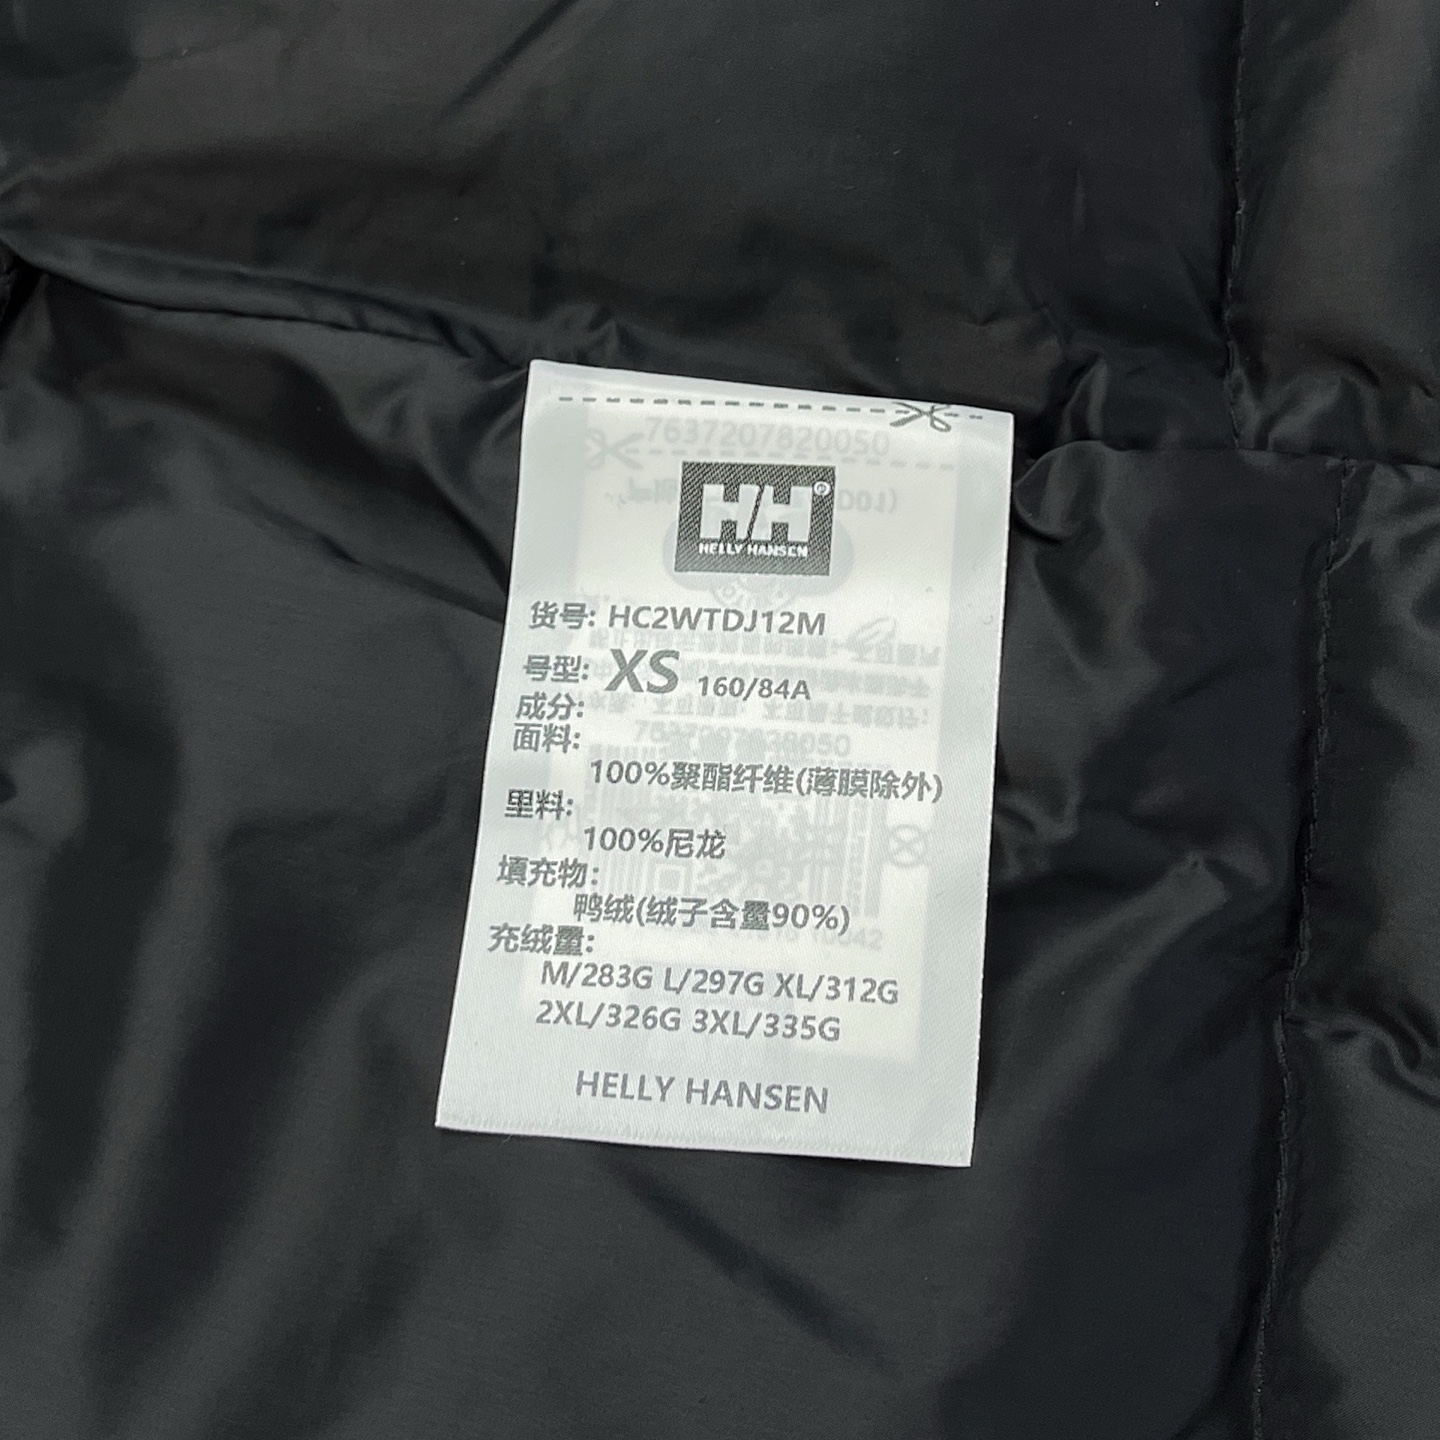 7637207820050
HH®
HELLY HANSEN
货号: HC2WTDJ12M
号型: XS 160/84A
成分:
面料:
7637207820050
100%聚酯纤维(薄膜除外)
里料:
100%尼龙
填充物:
鸭绒(绒子含量90%)
充绒量:
M/283G L/297G XL/312G
2XL/326G 3XL/335G
HELLY HANSEN